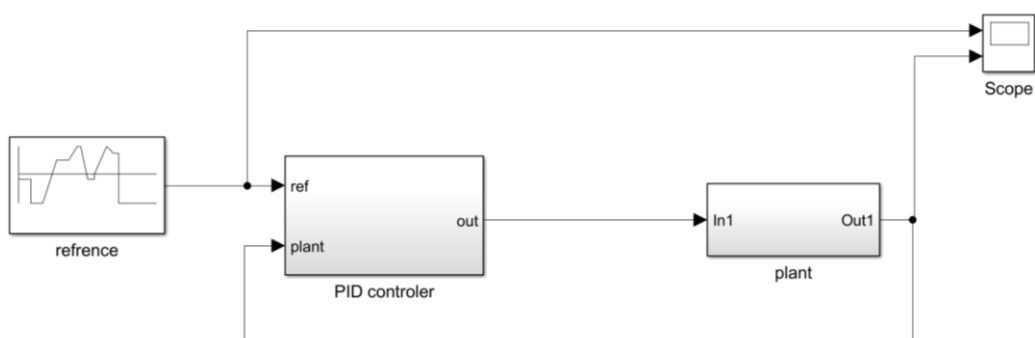 Scope
refrence
ref
plant
out
PID controler
In1
Out1
plant